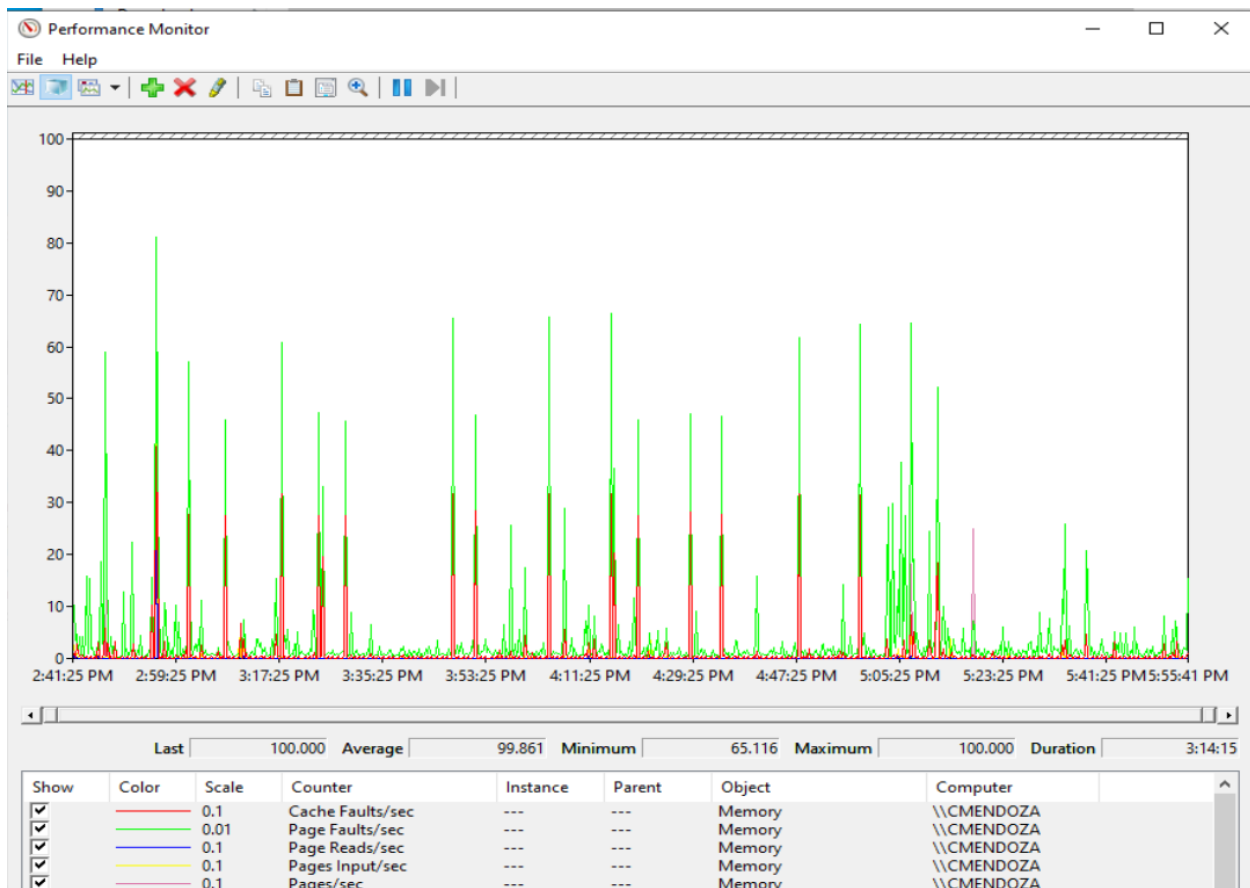 Performance Monitor
File Help
100
90
80
70
60
50
40
30
20
10
0
2:41:25 PM 2:59:25 PM 3:17:25 PM 3:35:25 PM 3:53:25 PM 4:11:25 PM 4:29:25 PM 4:47:25 PM 5:05:25 PM 5:23:25 PM 5:41:25 PM 5:55:41 PM
Last 100.000 Average 99.861 Minimum 65.116 Maximum 100.000 Duration 3:14:15
Show Color Scale Counter Instance Parent Object Computer
0.1 Cache Faults/sec --- --- Memory \\CMENDOZA
0.01 Page Faults/sec --- --- Memory \\CMENDOZA
0.1 Page Reads/sec --- --- Memory \\CMENDOZA
0.1 Pages Input/sec --- --- Memory \\CMENDOZA
0.1 Pages/sec --- --- Memory \\CMENDOZA